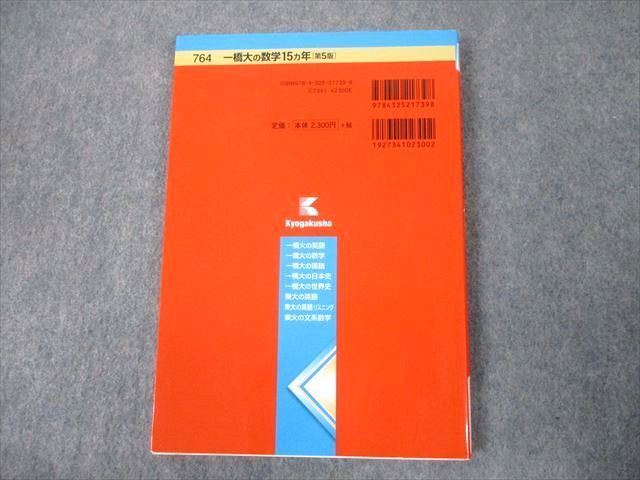 764 一橋大の数学15カ年[第5版]
ISBN978-4-325-21739-8
C7341 ¥2300E
9784325217398
定価:本体2,300円+税
1927341023002
Kyogakusha
一橋大の英語
一橋大の数学
一橋大の国語
一橋大の日本史
一橋大の世界史
東大の英語
東大の英語リスニング
東大の文系数学